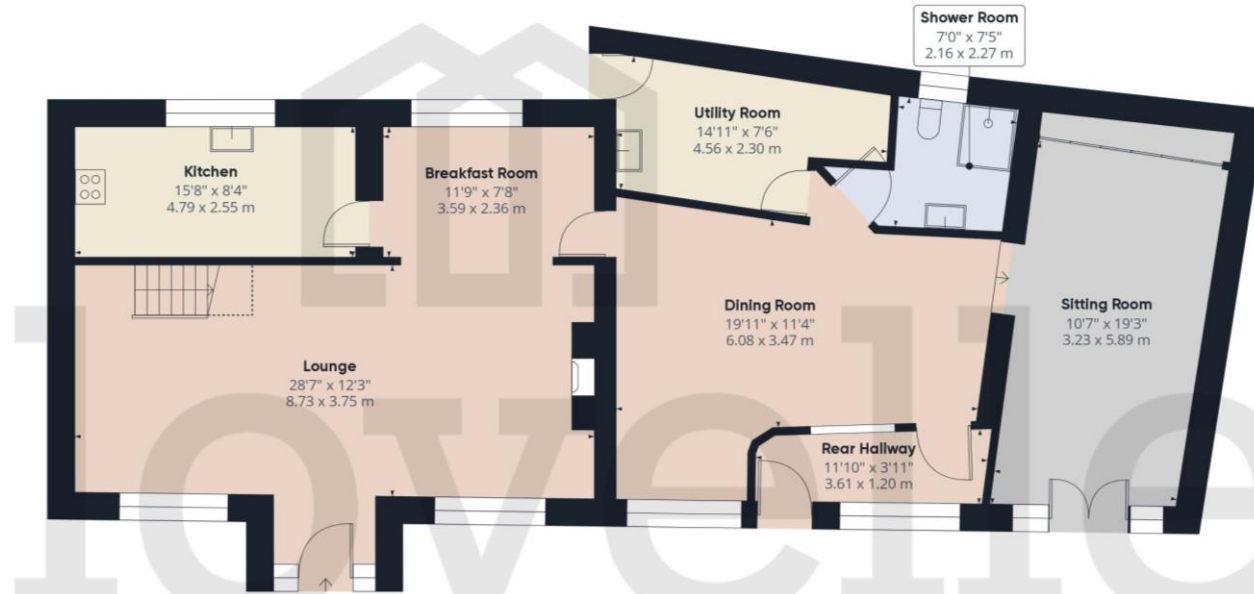 Shower Room
7'0" x 7'5"
2.16 x 2.27 m
Utility Room
14'11" x 7'6"
4.56 x 2.30 m
Kitchen
15'8" x 8'4"
4.79 x 2.55 m
Breakfast Room
11'9" x 7'8"
3.59 x 2.36 m
Dining Room
19'11" x 11'4"
6.08 x 3.47 m
Sitting Room
10'7" x 19'3"
3.23 x 5.89 m
Lounge
28'7" x 12'3"
8.73 x 3.75 m
Rear Hallway
11'10" x 3'11"
3.61 x 1.20 m
lovelle